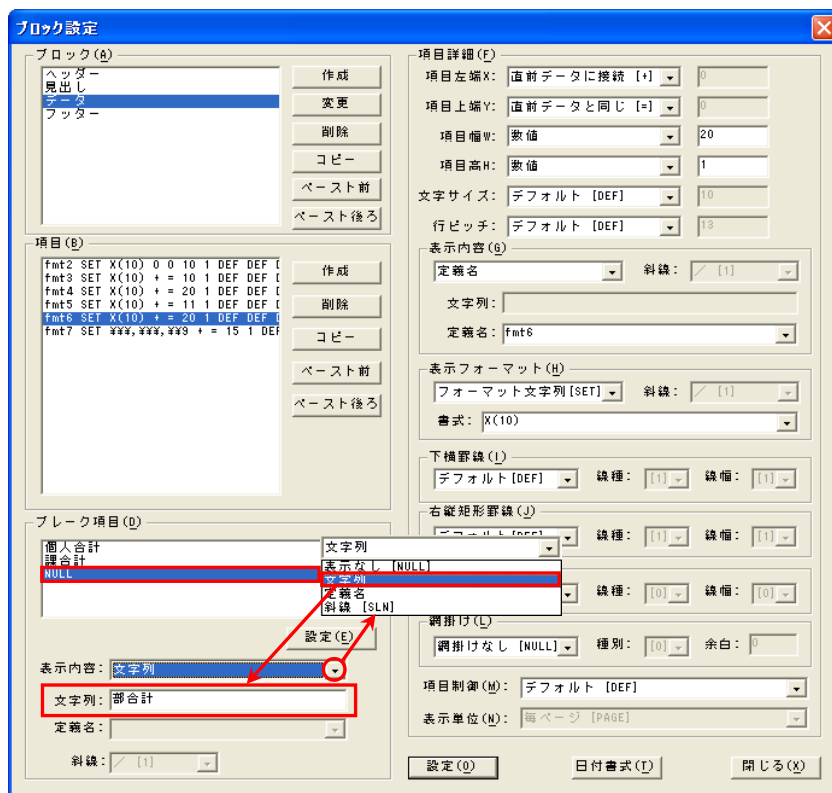 ブロック設定
ブロック(A)
ヘッダー
見出し
データ
フッター
作成
変更
削除
コピー
ペースト前
ペースト後ろ
項目(B)
fmt2 SET X(10) 0 0 10 1 DEF DEF
fmt3 SET X(10) + = 10 1 DEF DEF
fmt4 SET X(10) + = 20 1 DEF DEF
fmt5 SET X(10) + = 11 1 DEF DEF
fmt6 SET X(10) + = 20 1 DEF DEF
fmt7 SET ¥¥¥,¥¥¥,¥¥9 + = 15 1 DEF
作成
削除
コピー
ペースト前
ペースト後ろ
ブレーク項目(D)
個人合計
課合計
NULL
文字列
表示なし [NULL]
文字列
定義名
斜線 [SLN]
設定(E)
表示内容: 文字列
文字列: 部合計
定義名:
斜線: ／ [1]
項目詳細(F)
項目左端X: 直前データに接続 [+] 0
項目上端Y: 直前データと同じ [=] 0
項目幅W: 数値 20
項目高H: 数値 1
文字サイズ: デフォルト [DEF] 10
行ピッチ: デフォルト [DEF] 13
表示内容(G)
定義名 斜線: ／ [1]
文字列:
定義名: fmt6
表示フォーマット(H)
フォーマット文字列[SET] 斜線: ／ [1]
書式: X(10)
下横罫線(I)
デフォルト[DEF] 線種: [1] 線幅: [1]
右縦矩形罫線(J)
線種: [1] 線幅: [1]
線種: [0] 線幅: [0]
網掛け(L)
網掛けなし [NULL] 種別: [0] 余白: 0
項目制御(M): デフォルト [DEF]
表示単位(N): 毎ページ [PAGE]
設定(O) 日付書式(T) 閉じる(X)